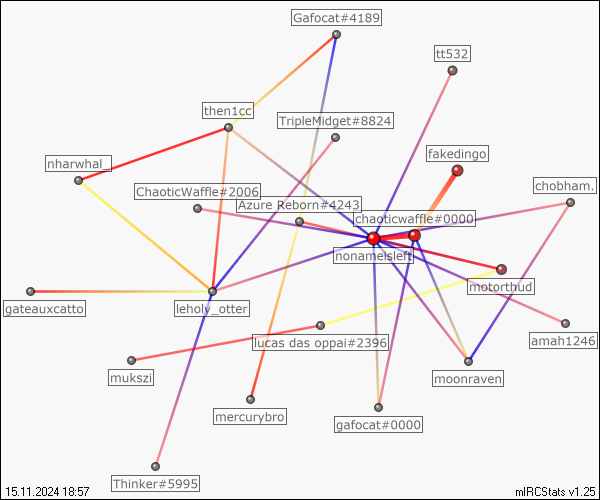 Gafocat#4189
tt532
then1cc
TripleMidget#8824
fakedingo
nharwhal_
ChaoticWaffle#2006
chobham.
Azure Reborn#4243
chaoticwaffle#0000
nonameisleft
motorthud
gateauxcatto
leholy_otter
lucas das oppai#2396
amah1246
mukszi
moonraven
mercurybro
gafocat#0000
Thinker#5995
15.11.2024 18:57
mIRCStats v1.25